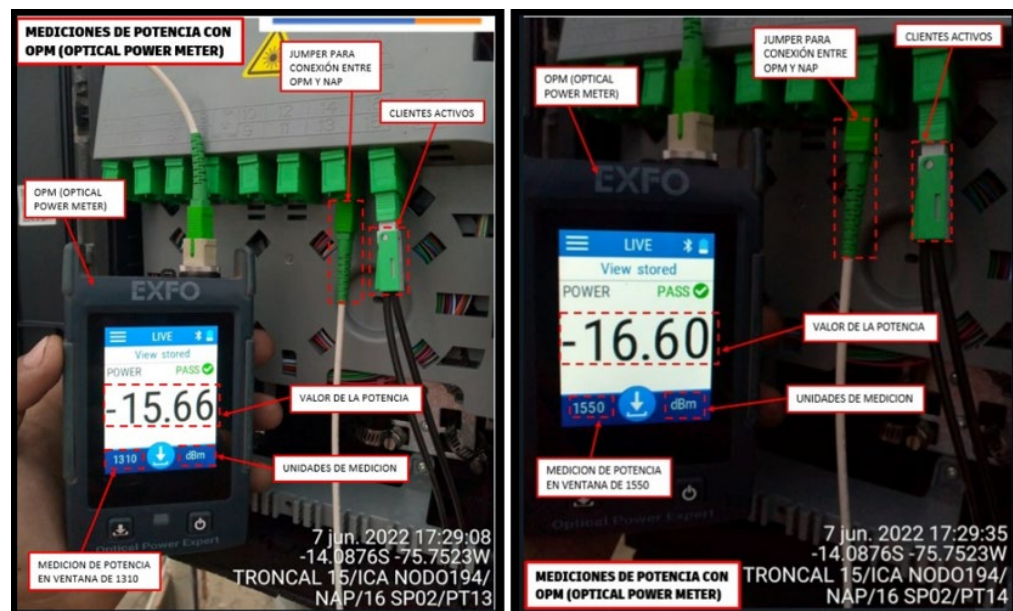 MEDICIONES DE POTENCIA CON
OPM (OPTICAL POWER METER)
JUMPER PARA
CONEXIÓN ENTRE
OPM Y NAP
CLIENTES ACTIVOS
OPM (OPTICAL
POWER METER)
EXFO
LIVE
View stored
POWER PASS
-15.66
1310 dBm
VALOR DE LA POTENCIA
UNIDADES DE MEDICION
Optical Power Expert
MEDICION DE POTENCIA
EN VENTANA DE 1310
7 jun. 2022 17:29:08
-14.0876S -75.7523W
TRONCAL 15/ICA NODO194/
NAP/16 SP02/PT13
JUMPER PARA
CONEXIÓN ENTRE
OPM Y NAP
CLIENTES ACTIVOS
OPM (OPTICAL
POWER METER)
EXFO
LIVE
View stored
POWER PASS
-16.60
1550 dBm
VALOR DE LA POTENCIA
UNIDADES DE MEDICION
MEDICION DE POTENCIA
EN VENTANA DE 1550
Optical Power Expert
7 jun. 2022 17:29:35
-14.0876S -75.7523W
TRONCAL 15/ICA NODO194/
NAP/16 SP02/PT14
MEDICIONES DE POTENCIA CON
OPM (OPTICAL POWER METER)